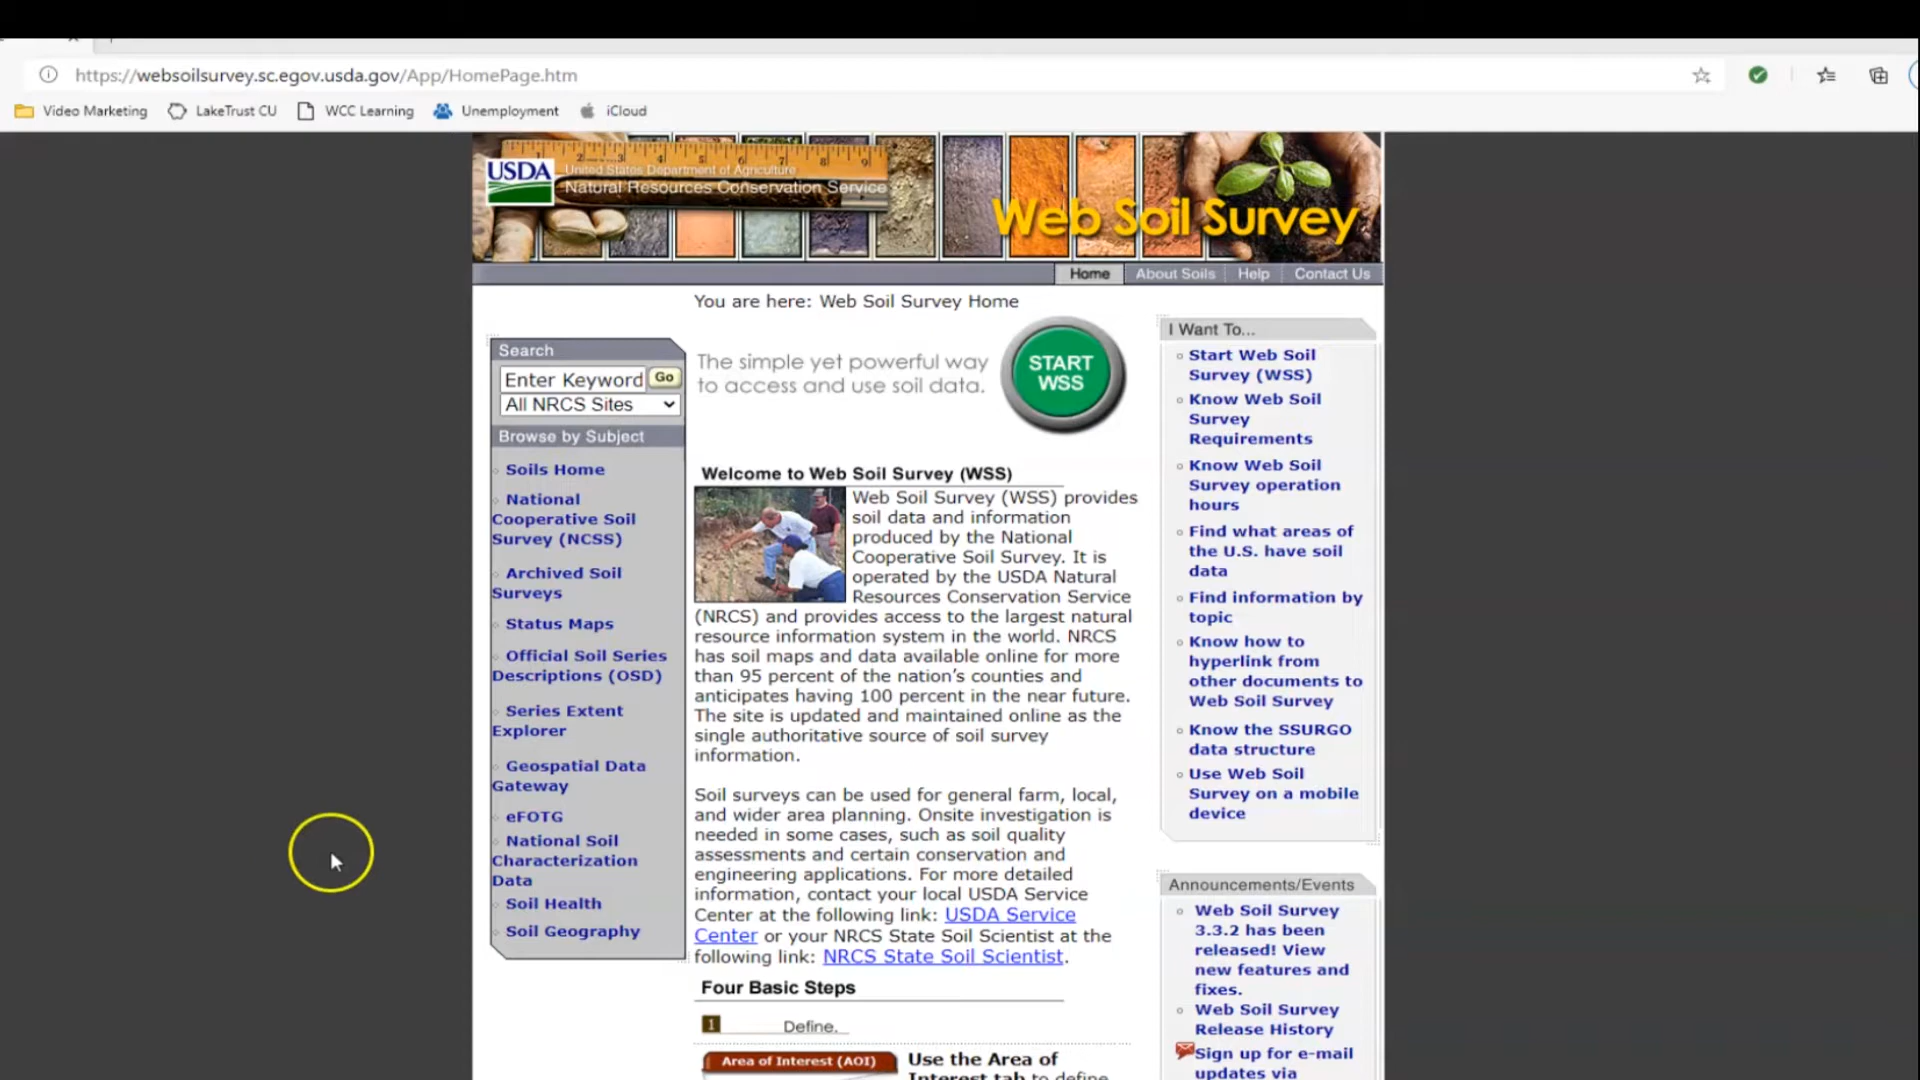 https://websoilsurvey.sc.egov.usda.gov/App/HomePage.htm
Video Marketing
LakeTrust CU
WCC Learning
Unemployment
iCloud
1 2 3 4 5 6 7 8 9
USDA
United States Department of Agriculture
Natural Resources Conservation Service
Web Soil Survey
Home
About Soils
Help
Contact Us
You are here: Web Soil Survey Home
The simple yet powerful way
to access and use soil data.
START
WSS
Search
Enter Keyword
Go
All NRCS Sites
Browse by Subject
Soils Home
National
Cooperative Soil
Survey (NCSS)
Archived Soil
Surveys
Status Maps
Official Soil Series
Descriptions (OSD)
Series Extent
Explorer
Geospatial Data
Gateway
eFOTG
National Soil
Characterization
Data
Soil Health
Soil Geography
Welcome to Web Soil Survey (WSS)
Web Soil Survey (WSS) provides
soil data and information
produced by the National
Cooperative Soil Survey. It is
operated by the USDA Natural
Resources Conservation Service
(NRCS) and provides access to the largest natural
resource information system in the world. NRCS
has soil maps and data available online for more
than 95 percent of the nation's counties and
anticipates having 100 percent in the near future.
The site is updated and maintained online as the
single authoritative source of soil survey
information.
Soil surveys can be used for general farm, local,
and wider area planning. Onsite investigation is
needed in some cases, such as soil quality
assessments and certain conservation and
engineering applications. For more detailed
information, contact your local USDA Service
Center at the following link: USDA Service
Center or your NRCS State Soil Scientist at the
following link: NRCS State Soil Scientist.
Four Basic Steps
1 Define.
Area of Interest (AOI)
Use the Area of
Interest tab to define
I Want To...
Start Web Soil
Survey (WSS)
Know Web Soil
Survey
Requirements
Know Web Soil
Survey operation
hours
Find what areas of
the U.S. have soil
data
Find information by
topic
Know how to
hyperlink from
other documents to
Web Soil Survey
Know the SSURGO
data structure
Use Web Soil
Survey on a mobile
device
Announcements/Events
Web Soil Survey
3.3.2 has been
released! View
new features and
fixes.
Web Soil Survey
Release History
Sign up for e-mail
updates via